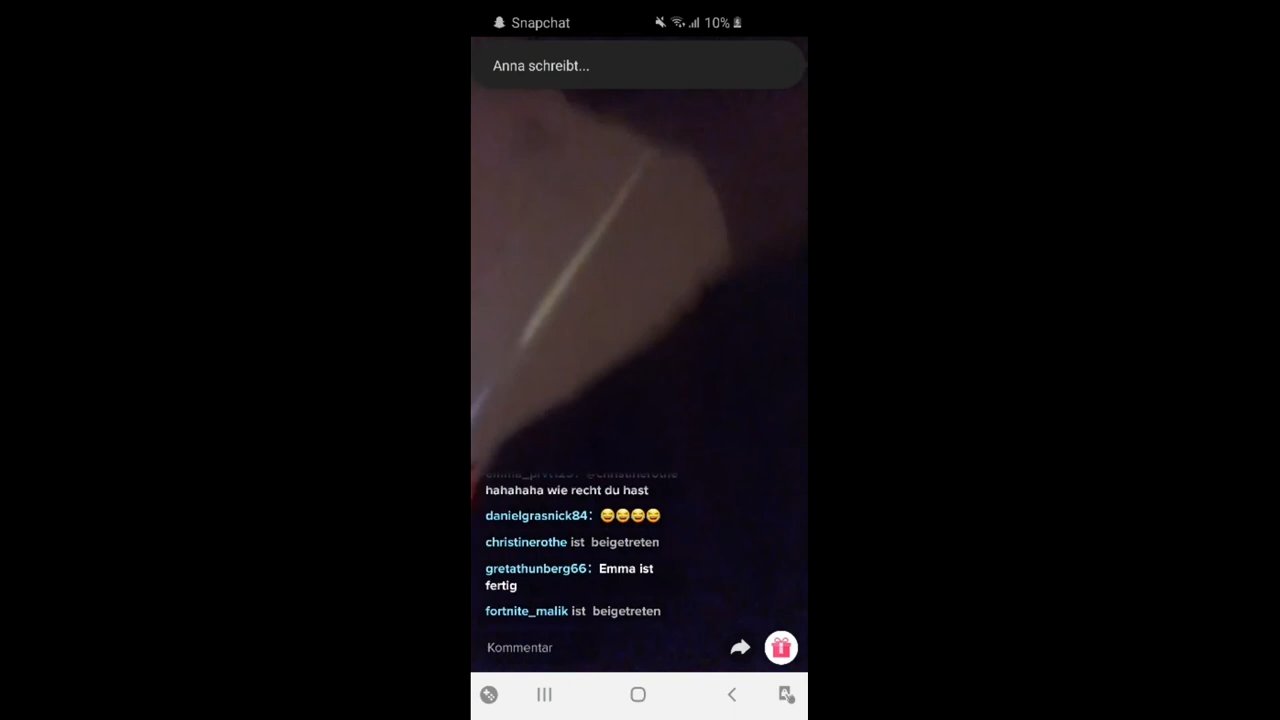 Snapchat 10%
Anna schreibt...
hahahaha wie recht du hast
danielgrasnick84: 😂😂😂😂
christinerothe ist beigetreten
gretathunberg66: Emma ist
fertig
fortnite_malik ist beigetreten
Kommentar